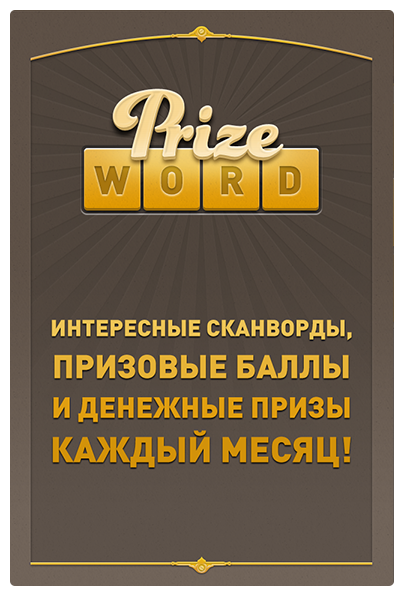 Prize
WORD
ИНТЕРЕСНЫЕ СКАНВОРДЫ,
ПРИЗОВЫЕ БАЛЛЫ
И ДЕНЕЖНЫЕ ПРИЗЫ
КАЖДЫЙ МЕСЯЦ!